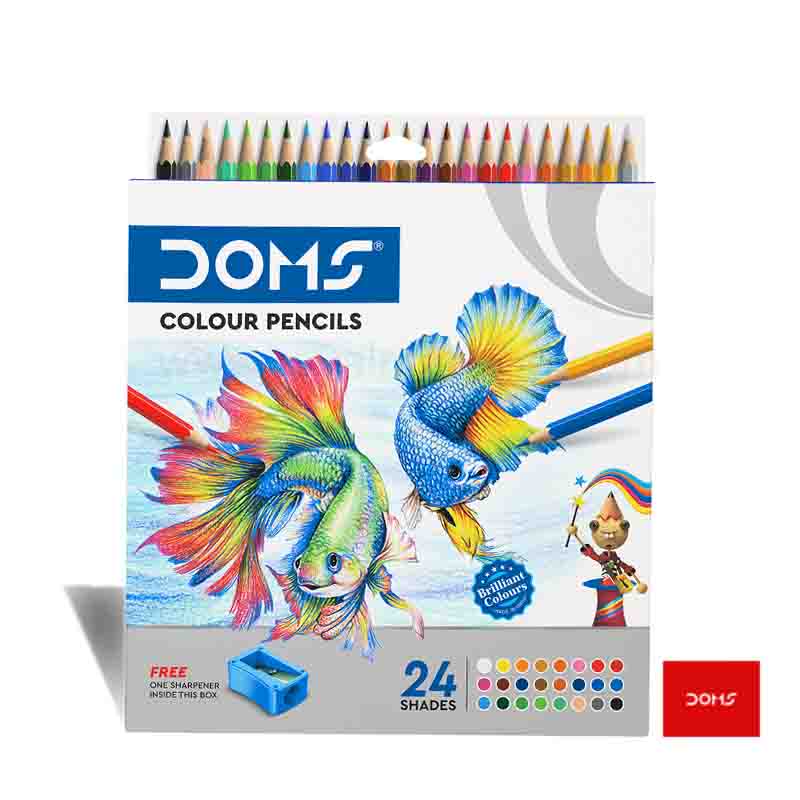 DOMS®
COLOUR PENCILS
Brilliant
Colours
FREE
ONE SHARPENER
INSIDE THIS BOX
24
SHADES
DOMS